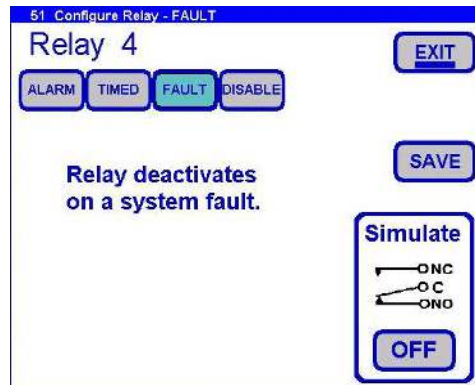 51 Configure Relay - FAULT
Relay 4
EXIT
ALARM TIMED FAULT DISABLE
SAVE
Relay deactivates
on a system fault.
Simulate
NC
C
NO
OFF